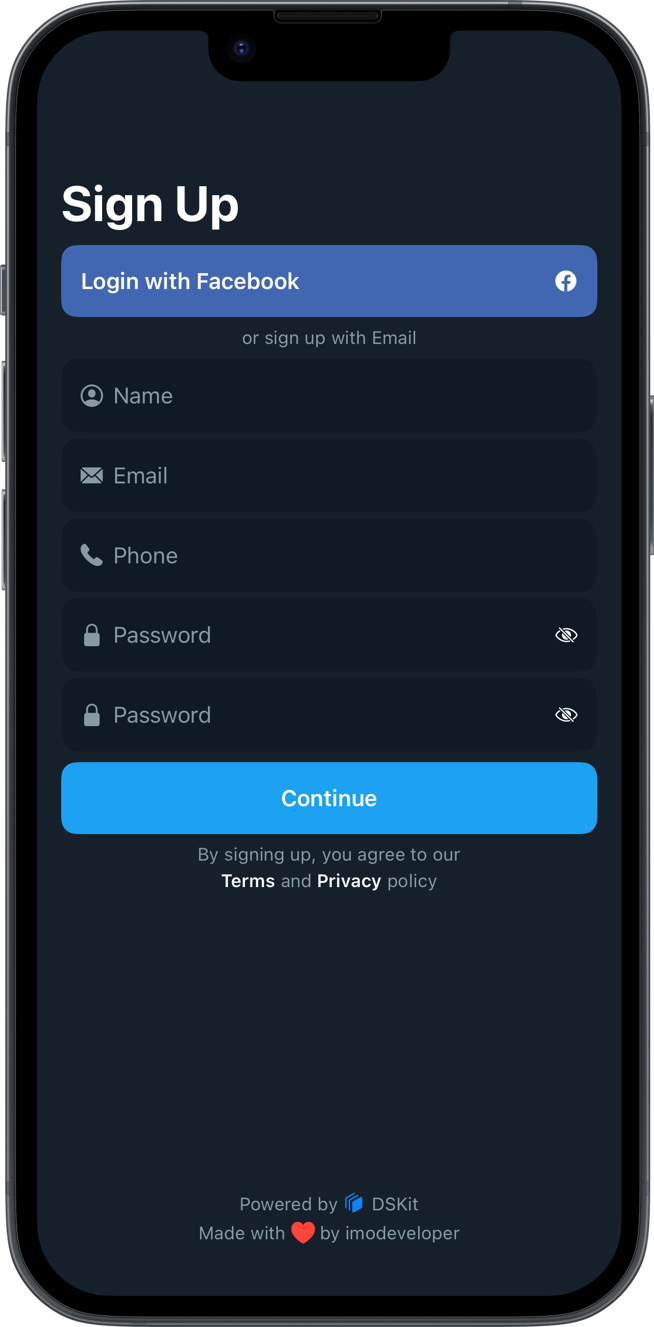 Sign Up
Login with Facebook
or sign up with Email
Name
Email
Phone
Password
Password
Continue
By signing up, you agree to our
Terms and Privacy policy
Powered by DSKit
Made with ❤️ by imodeveloper